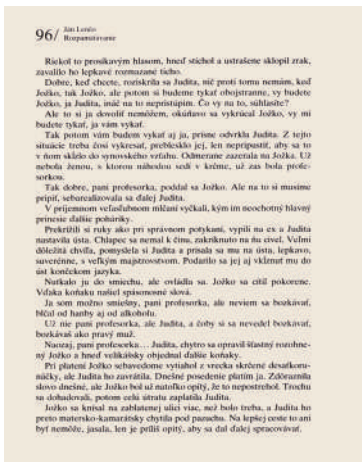 96/
Ján Lenčo
Rozpamätávanie
Riekol to prosíkavým hlasom, hneď stíchol a ustrašene sklopil zrak,
zavalilo ho lepkavé rozmazané ticho.
Dobre, keď chcete, roziskrila sa Judita, nič proti tomu nemám, keď
Jožko, tak Jožko, ale potom si budeme tykať obojstranne, vy budete
Jožko, ja Judita, ináč na to nepristúpim. Čo vy na to, súhlasíte?
Ale to si ja dovoliť nemôžem, okúňavo sa vykrúcal Jožko, vy mi
budete tykať, ja vám vykať.
Tak potom vám budem vykať aj ja, prísne odvrkla Judita. Z tejto
situácie treba čosi vykresať, preblesklo jej, len nepripustiť, aby sa to
v ňom skĺzlo do synovského vzťahu. Odmerane zazerala na Jožka. Už
nebola ženou, s ktorou náhodou sedí v krčme, už zas bola profe-
sorkou.
Tak dobre, pani profesorka, poddal sa Jožko. Ale na to si musíme
pripiť, sebarealizovala sa ďalej Judita.
V príjemnom veľasľubnom mlčaní vyčkali, kým im neochotný hlavný
prinesie ďalšie poháriky.
Prekrížili si ruky ako pri správnom potykaní, vypili na ex a Judita
nastavila ústa. Chlapec sa nemal k činu, zakríknuto na ňu civel. Veľmi
dôležitá chvíľa, pomyslela si Judita a prisala sa mu na ústa, lepkavo,
suverénne, s veľkým majstrovstvom. Podarilo sa jej aj vkĺznuť mu do
úst končekom jazyka.
Nutkalo ju do smiechu, ale ovládla sa. Jožko sa cítil pokorene.
Vďaka koňaku našiel spásonosné slová.
Ja som možno smiešny, pani profesorka, ale neviem sa bozkávať,
bľčal od hanby aj od alkoholu.
Už nie pani profesorka, ale Judita, a čoby si sa nevedel bozkávať,
bozkávaš ako pravý muž.
Naozaj, pani profesorka... Judita, chytro sa opravil šťastný rozohne-
ný Jožko a hneď velikášsky objednal ďalšie koňaky.
Pri platení Jožko sebavedome vytiahol z vrecka skrčené desaťkoru-
náčky, ale Judita ho zavrátila. Dnešné posedenie platím ja. Zdôraznila
slovo dnešné, ale Jožko bol už natoľko opitý, že to nepostrehol. Trochu
sa dohadovali, potom celú útratu zaplatila Judita.
Jožko sa knísal na zablatenej ulici viac, než bolo treba, a Judita ho
preto matersko-kamarátsky chytila pod pazuchu. Na lepšej ceste to ani
byť nemôže, jasala, len je príliš opitý, aby sa dal ďalej spracovávať.